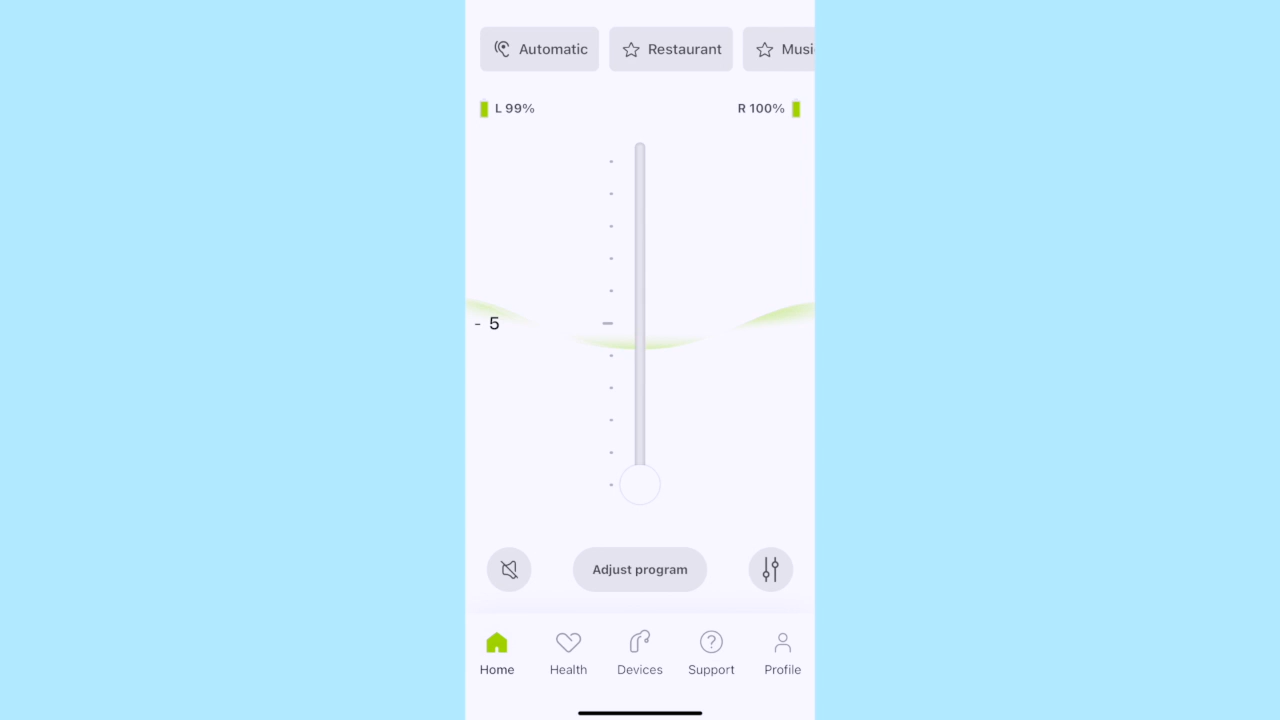 Automatic
Restaurant
Musi
L 99%
R 100%
- 5
Adjust program
Home
Health
Devices
Support
Profile